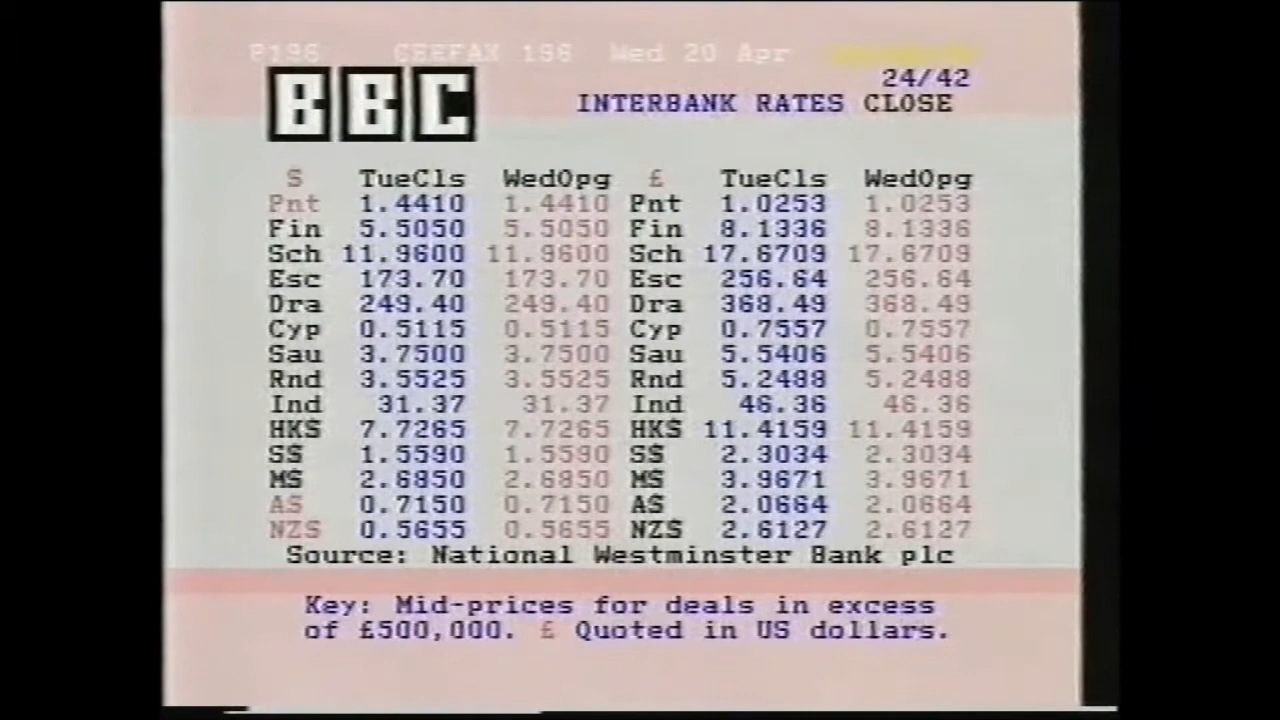 P196 CEEFAX 196 Wed 20 Apr
BBC
24/42
INTERBANK RATES CLOSE
$ TueCls WedOpg £ TueCls WedOpg
Pnt 1.4410 1.4410 Pnt 1.0253 1.0253
Fin 5.5050 5.5050 Fin 8.1336 8.1336
Sch 11.9600 11.9600 Sch 17.6709 17.6709
Esc 173.70 173.70 Esc 256.64 256.64
Dra 249.40 249.40 Dra 368.49 368.49
Cyp 0.5115 0.5115 Cyp 0.7557 0.7557
Sau 3.7500 3.7500 Sau 5.5406 5.5406
Rnd 3.5525 3.5525 Rnd 5.2488 5.2488
Ind 31.37 31.37 Ind 46.36 46.36
HK$ 7.7265 7.7265 HK$ 11.4159 11.4159
S$ 1.5590 1.5590 S$ 2.3034 2.3034
M$ 2.6850 2.6850 M$ 3.9671 3.9671
A$ 0.7150 0.7150 A$ 2.0664 2.0664
NZ$ 0.5655 0.5655 NZ$ 2.6127 2.6127
Source: National Westminster Bank plc
Key: Mid-prices for deals in excess
of £500,000. £ Quoted in US dollars.